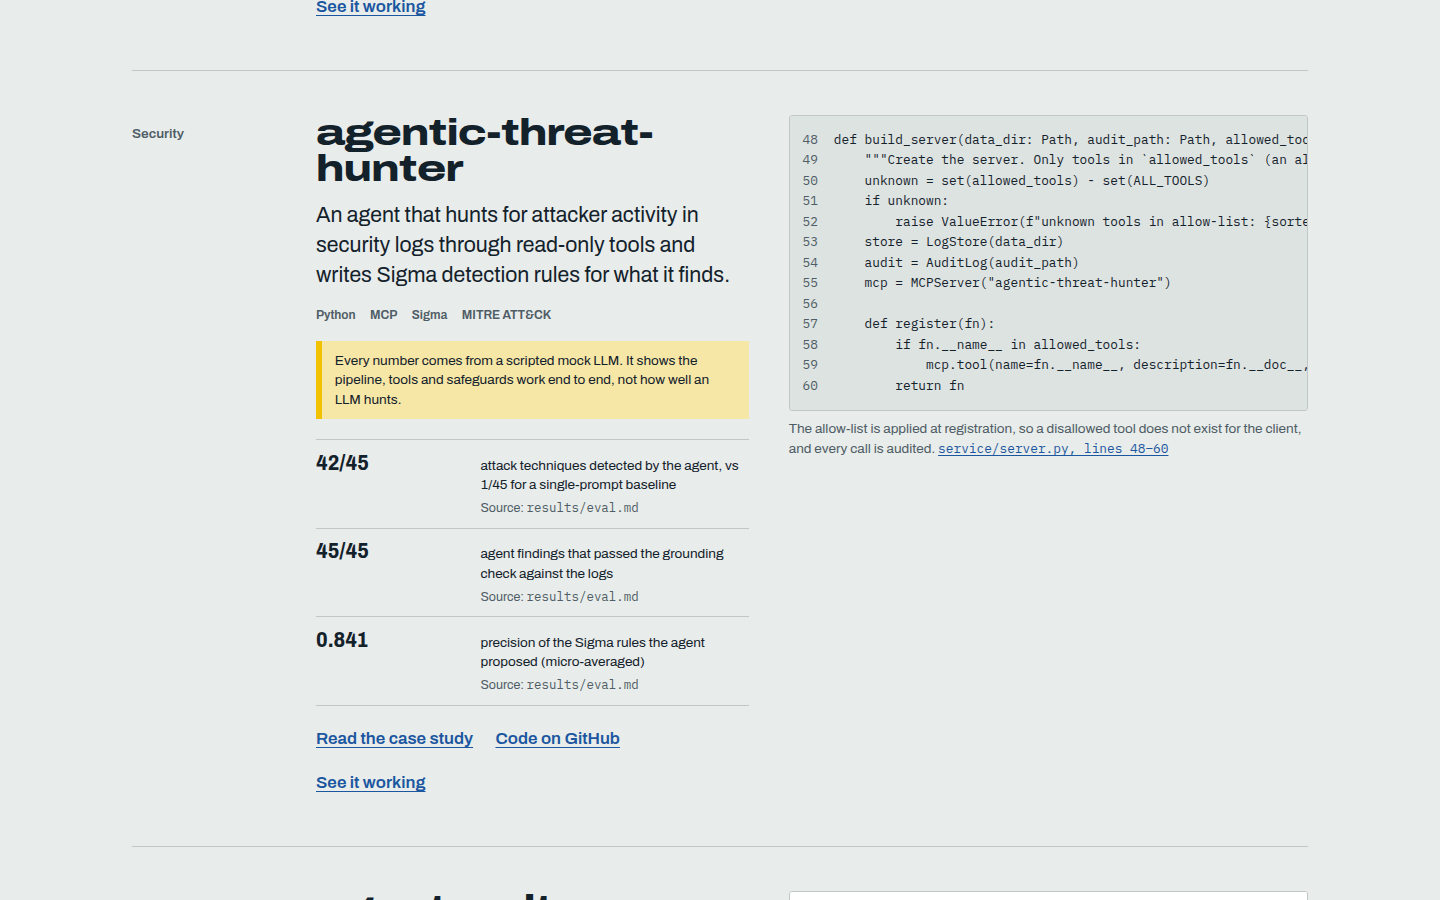 See it working
Security
agentic-threat-
hunter
An agent that hunts for attacker activity in
security logs through read-only tools and
writes Sigma detection rules for what it finds.
Python MCP Sigma MITRE ATT&CK
Every number comes from a scripted mock LLM. It shows the
pipeline, tools and safeguards work end to end, not how well an
LLM hunts.
42/45
attack techniques detected by the agent, vs
1/45 for a single-prompt baseline
Source: results/eval.md
45/45
agent findings that passed the grounding
check against the logs
Source: results/eval.md
0.841
precision of the Sigma rules the agent
proposed (micro-averaged)
Source: results/eval.md
Read the case study Code on GitHub
See it working
48 def build_server(data_dir: Path, audit_path: Path, allowed_too
49     """Create the server. Only tools in `allowed_tools` (an al
50     unknown = set(allowed_tools) - set(ALL_TOOLS)
51     if unknown:
52         raise ValueError(f"unknown tools in allow-list: {sorte
53     store = LogStore(data_dir)
54     audit = AuditLog(audit_path)
55     mcp = MCPServer("agentic-threat-hunter")
56
57     def register(fn):
58         if fn.__name__ in allowed_tools:
59             mcp.tool(name=fn.__name__, description=fn.__doc__,
60         return fn
The allow-list is applied at registration, so a disallowed tool does not exist for the client,
and every call is audited. service/server.py, lines 48–60